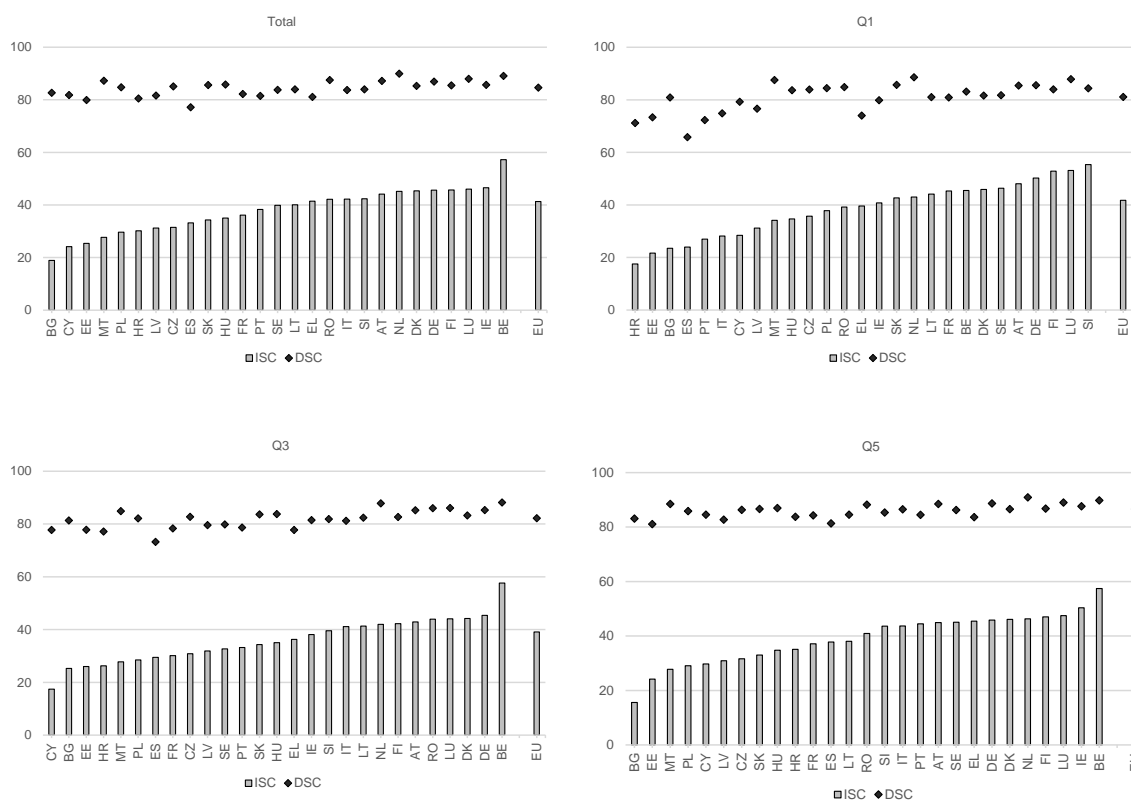 Total
100
80
60
40
20
0
BG CY EE MT PL HR LV CZ ES SK HU FR PT SE LT EL RO IT SI AT NL DK DE FI LU IE BE EU
ISC DSC
Q1
100
80
60
40
20
0
HR EE BG ES PT IT CY LV MT HU CZ PL RO EL IE SK NL LT FR BE DK SE AT DE FI LU SI EU
ISC DSC
Q3
100
80
60
40
20
0
CY BG EE HR MT PL ES FR CZ LV SE PT SK HU EL IE SI IT LT NL FI AT RO LU DK DE BE EU
ISC DSC
Q5
100
80
60
40
20
0
BG EE MT PL CY LV CZ SK HU HR FR ES LT RO SI IT PT AT SE EL DE DK NL FI LU IE BE
ISC DSC